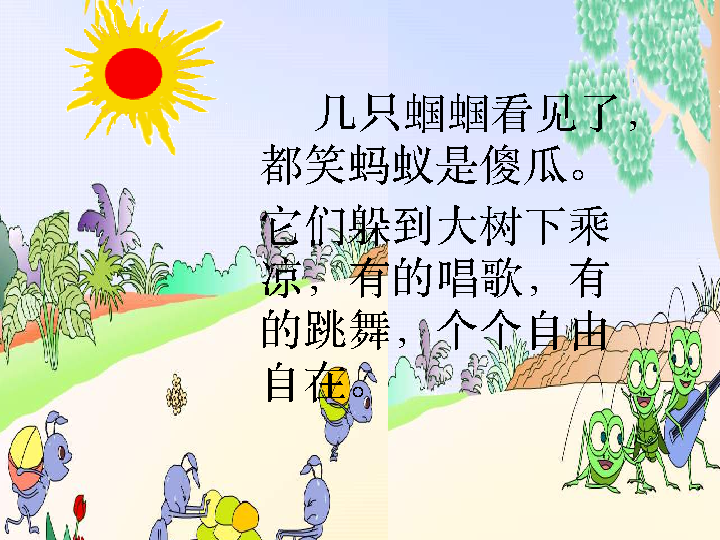 几只蝈蝈看见了，
都笑蚂蚁是傻瓜。
它们躲到大树下乘
凉，有的唱歌，有
的跳舞，个个自由
自在。